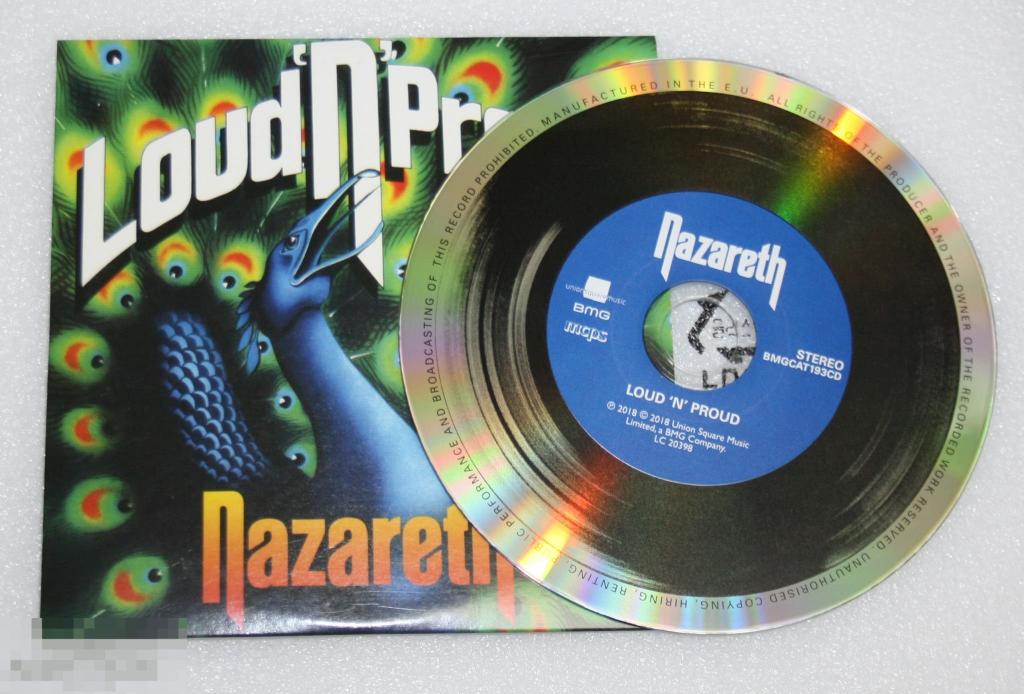 Loud 'n' Pro
nazareth
MANUFACTURED IN THE E.U. ALL RIGHTS OF THE PRODUCER AND THE OWNER OF THE RECORDED WORK RESERVED. UNAUTHORISED COPYING, HIRING, RENTING, PUBLIC PERFORMANCE AND BROADCASTING OF THIS RECORD PROHIBITED.
nazareth
union square music
BMG
mcps
STEREO
BMGCAT193CD
LOUD 'N' PROUD
℗ 2018 © 2018 Union Square Music
Limited, a BMG Company.
LC 20398